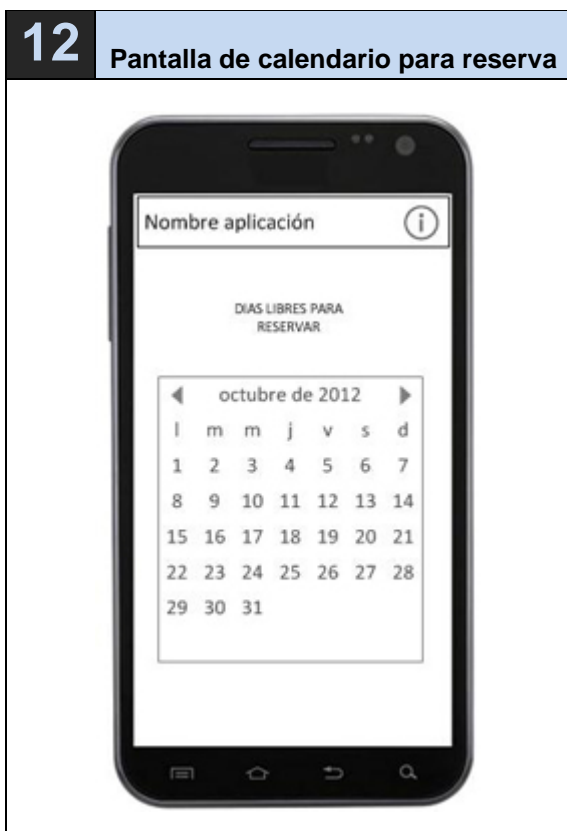 12
Pantalla de calendario para reserva
Nombre aplicación
i
DIAS LIBRES PARA
RESERVAR
octubre de 2012
l m m j v s d
1 2 3 4 5 6 7
8 9 10 11 12 13 14
15 16 17 18 19 20 21
22 23 24 25 26 27 28
29 30 31